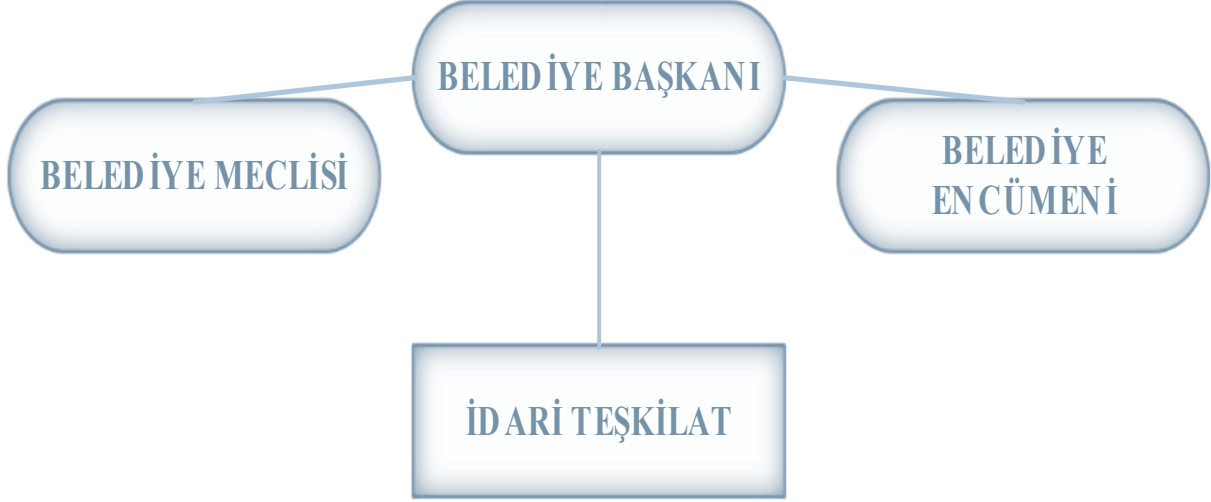 BELEDİYE BAŞKANI
BELEDİYE MECLİSİ
BELEDİYE
ENCÜMENİ
İDARİ TEŞKİLAT